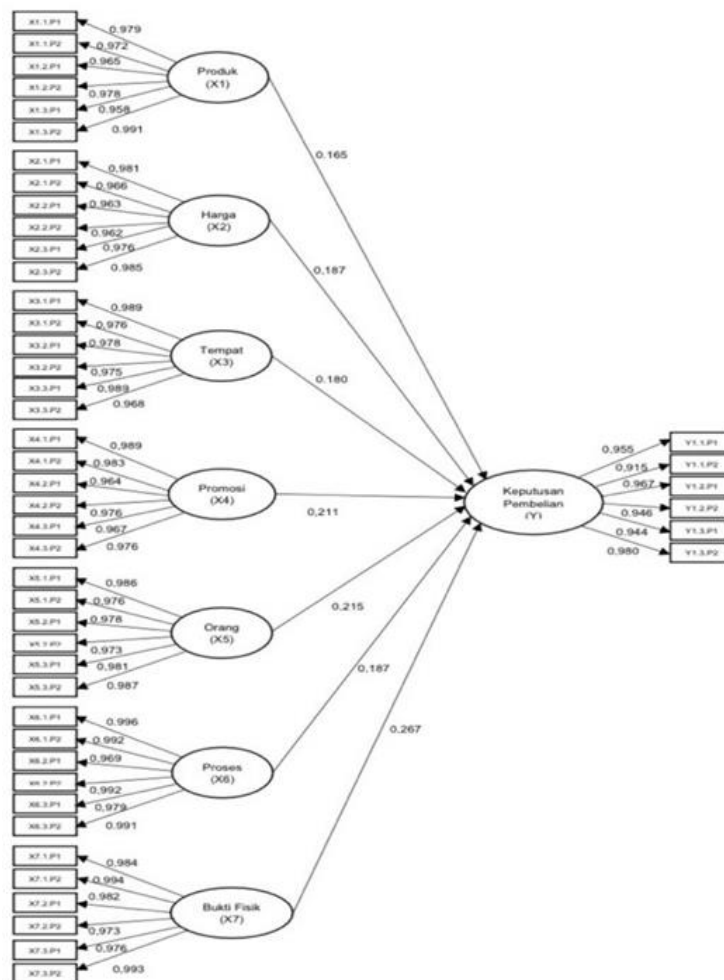 X1.1.P1
0.979
X1.1.P2
0.972
X1.2.P1
0.965
X1.2.P2
0.978
X1.3.P1
0.958
X1.3.P2
0.991
Produk
(X1)
0.165
X2.1.P1
0,981
X2.1.P2
0,966
X2.2.P1
0,963
X2.2.P2
0.962
X2.3.P1
0,976
X2.3.P2
0.985
Harga
(X2)
0,187
X3.1.P1
0.989
X3.1.P2
0,976
X3.2.P1
0,978
X3.2.P2
0,975
X3.3.P1
0,989
X3.3.P2
0.968
Tempat
(X3)
0.180
X4.1.P1
0,989
X4.1.P2
0,983
X4.2.P1
0,964
X4.2.P2
0,976
X4.3.P1
0,967
X4.3.P2
0,976
Promosi
(X4)
0,211
X5.1.P1
0,986
X5.1.P2
0,976
X5.2.P1
0,978
X5.2.P2
0,973
X5.3.P1
0,981
X5.3.P2
0.987
Orang
(X5)
0,215
X6.1.P1
0,996
X6.1.P2
0,992
X6.2.P1
0,969
X6.2.P2
0,992
X6.3.P1
0,979
X6.3.P2
0.991
Proses
(X6)
0,187
X7.1.P1
0.984
X7.1.P2
0,994
X7.2.P1
0,982
X7.2.P2
0,973
X7.3.P1
0,976
X7.3.P2
0,993
Bukti Fisik
(X7)
0,267
Keputusan
Pembelian
(Y)
0,955
Y1.1.P1
0,915
Y1.1.P2
0,967
Y1.2.P1
0,946
Y1.2.P2
0,944
Y1.3.P1
0,980
Y1.3.P2